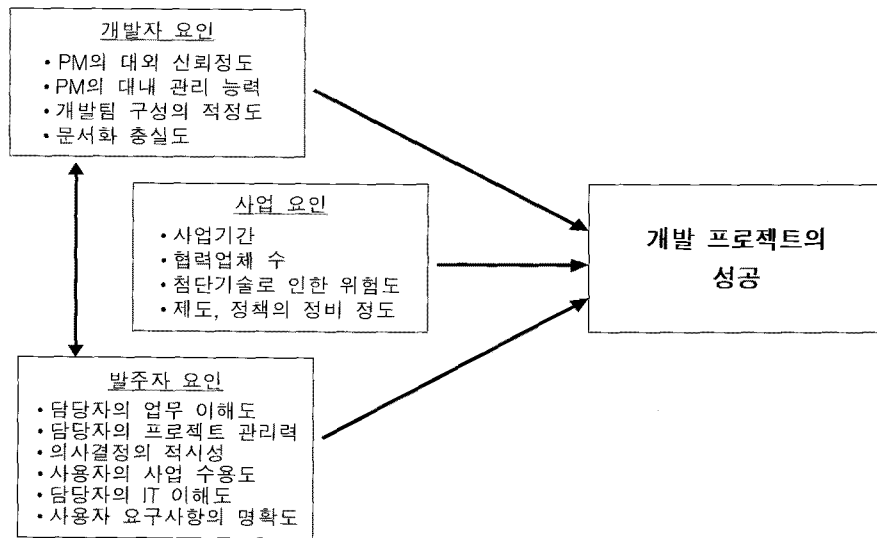 개발자 요인
• PM의 대외 신뢰정도
• PM의 대내 관리 능력
• 개발팀 구성의 적정도
• 문서화 충실도
사업 요인
• 사업기간
• 협력업체 수
• 첨단기술로 인한 위험도
• 제도, 정책의 정비 정도
개발 프로젝트의
성공
발주자 요인
• 담당자의 업무 이해도
• 담당자의 프로젝트 관리력
• 의사결정의 적시성
• 사용자의 사업 수용도
• 담당자의 IT 이해도
• 사용자 요구사항의 명확도